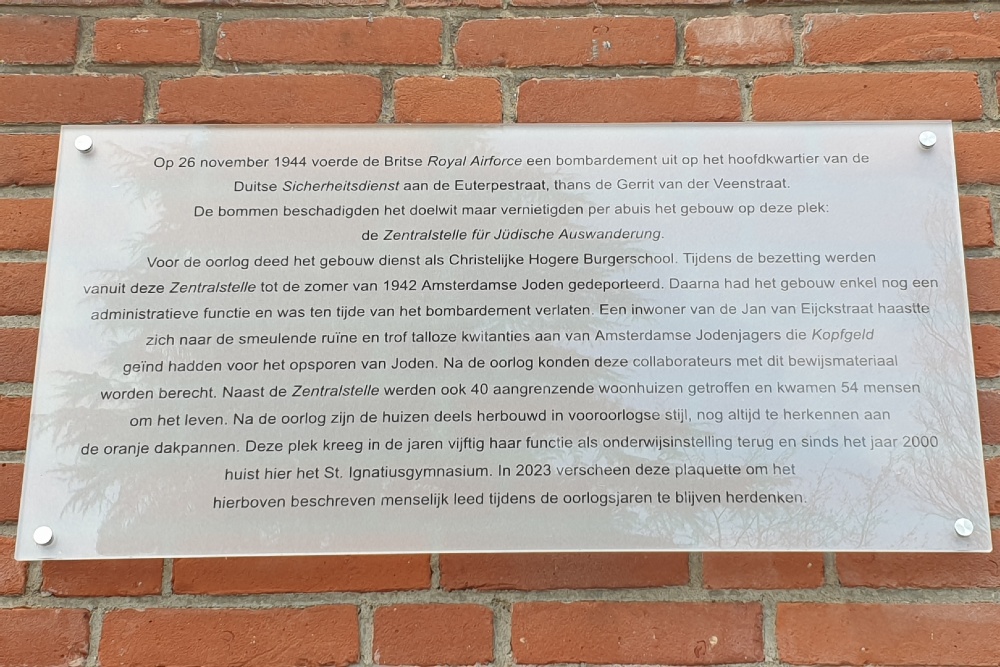 Op 26 november 1944 voerde de Britse Royal Airforce een bombardement uit op het hoofdkwartier van de
Duitse Sicherheitsdienst aan de Euterpestraat, thans de Gerrit van der Veenstraat.
De bommen beschadigden het doelwit maar vernietigden per abuis het gebouw op deze plek:
de Zentralstelle für Jüdische Auswanderung.
Voor de oorlog deed het gebouw dienst als Christelijke Hogere Burgerschool. Tijdens de bezetting werden
vanuit deze Zentralstelle tot de zomer van 1942 Amsterdamse Joden gedeporteerd. Daarna had het gebouw enkel nog een
administratieve functie en was ten tijde van het bombardement verlaten. Een inwoner van de Jan van Eijckstraat haastte
zich naar de smeulende ruïne en trof talloze kwitanties aan van Amsterdamse Jodenjagers die Kopfgeld
geïnd hadden voor het opsporen van Joden. Na de oorlog konden deze collaborateurs met dit bewijsmateriaal
worden berecht. Naast de Zentralstelle werden ook 40 aangrenzende woonhuizen getroffen en kwamen 54 mensen
om het leven. Na de oorlog zijn de huizen deels herbouwd in vooroorlogse stijl, nog altijd te herkennen aan
de oranje dakpannen. Deze plek kreeg in de jaren vijftig haar functie als onderwijsinstelling terug en sinds het jaar 2000
huist hier het St. Ignatiusgymnasium. In 2023 verscheen deze plaquette om het
hierboven beschreven menselijk leed tijdens de oorlogsjaren te blijven herdenken.